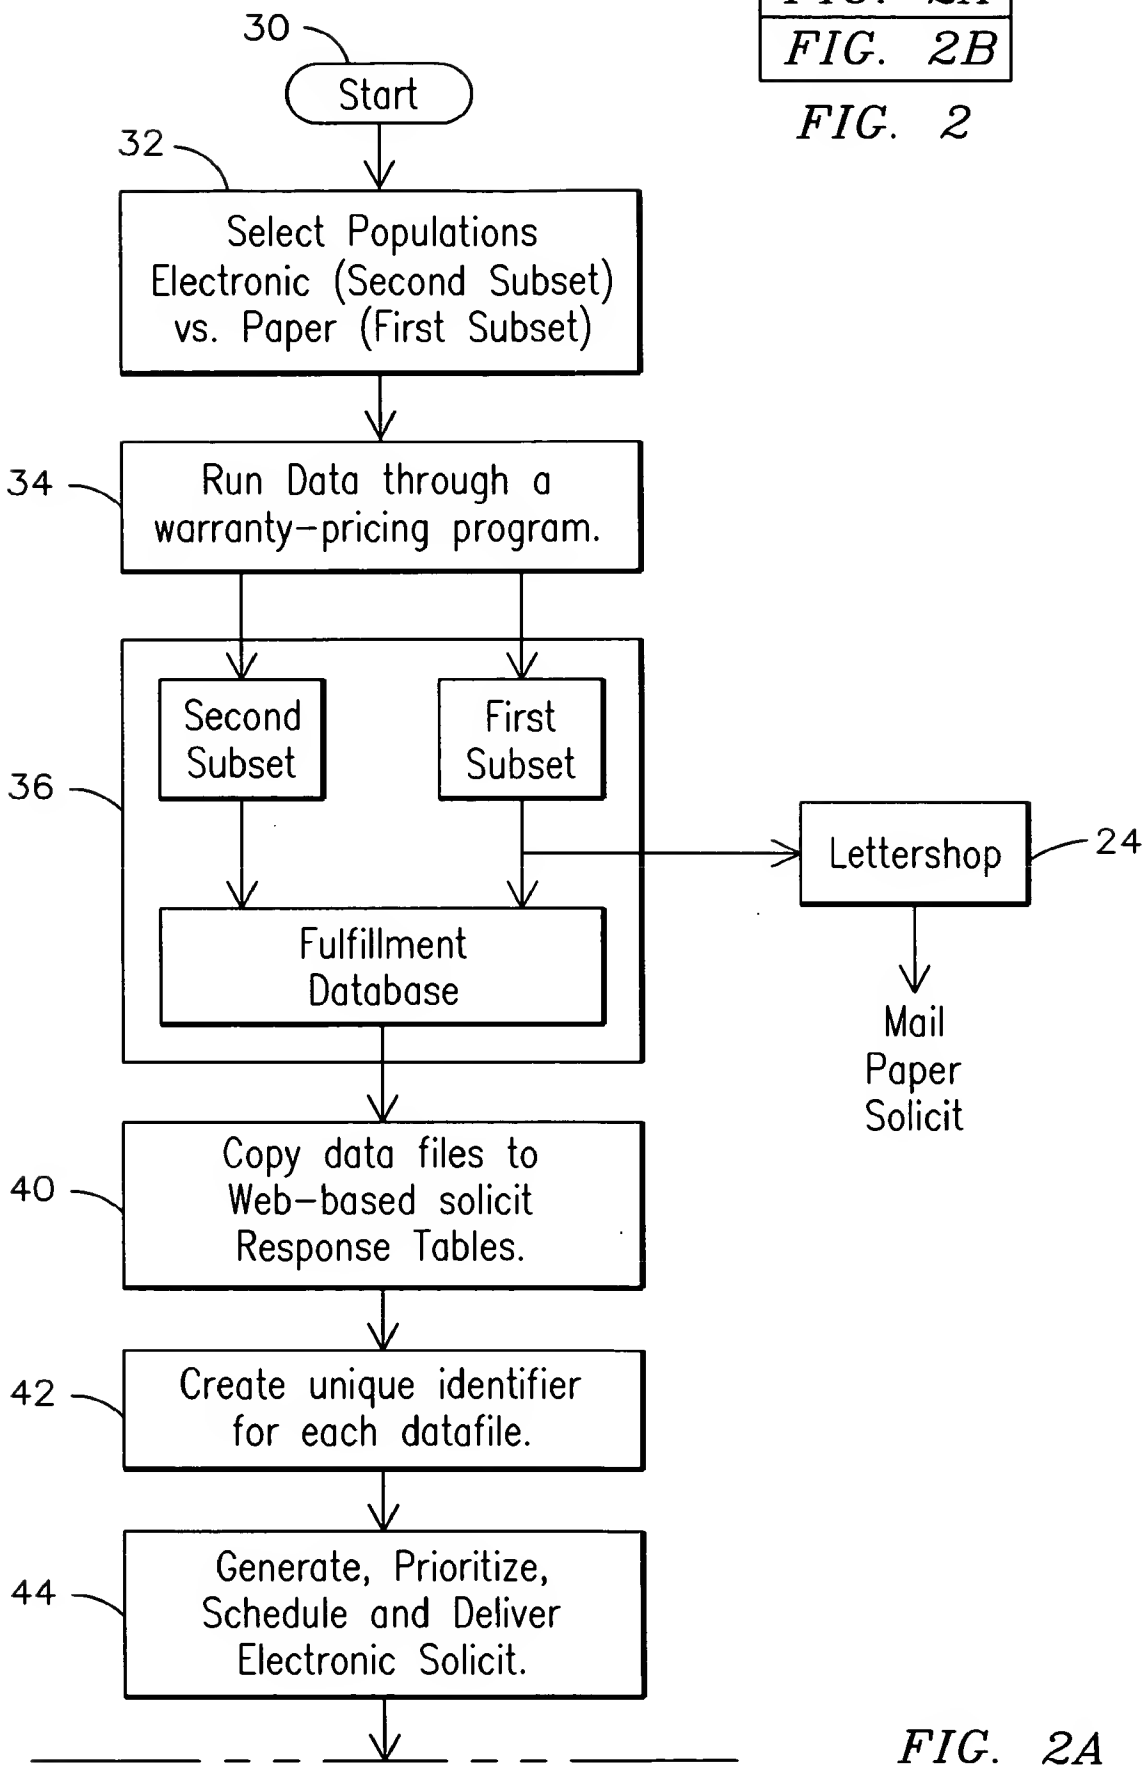 FIG. 2A
FIG. 2B
FIG. 2
30
Start
32
Select Populations
Electronic (Second Subset)
vs. Paper (First Subset)
34
Run Data through a
warranty-pricing program.
36
Second
Subset
First
Subset
Lettershop
24
Fulfillment
Database
Mail
Paper
Solicit
40
Copy data files to
Web-based solicit
Response Tables.
42
Create unique identifier
for each datafile.
44
Generate, Prioritize,
Schedule and Deliver
Electronic Solicit.
FIG. 2A